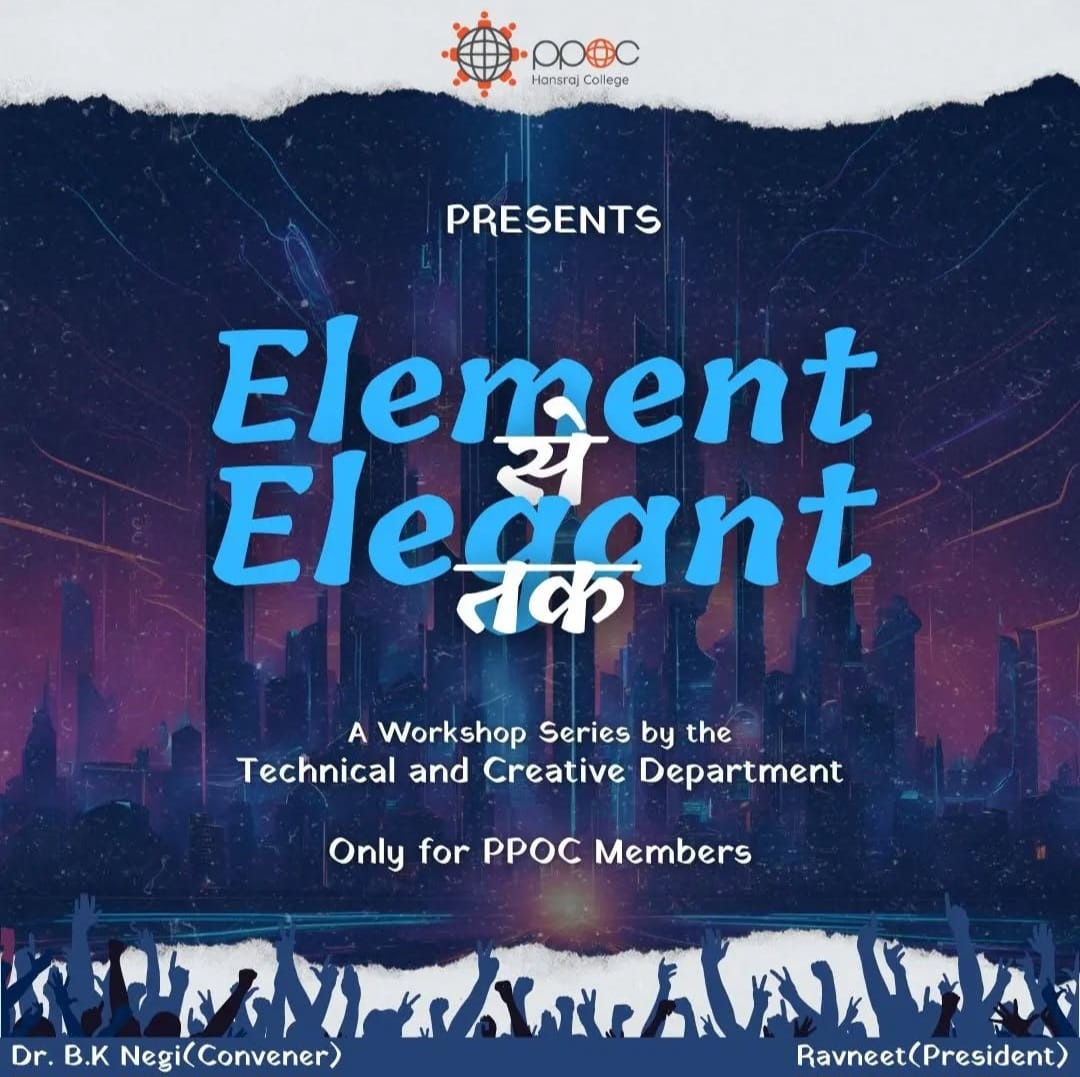 ppoc
Hansraj College
PRESENTS
Element
से
Elegant
तक
A Workshop Series by the
Technical and Creative Department
Only for PPOC Members
Dr. B.K Negi(Convener)
Ravneet(President)